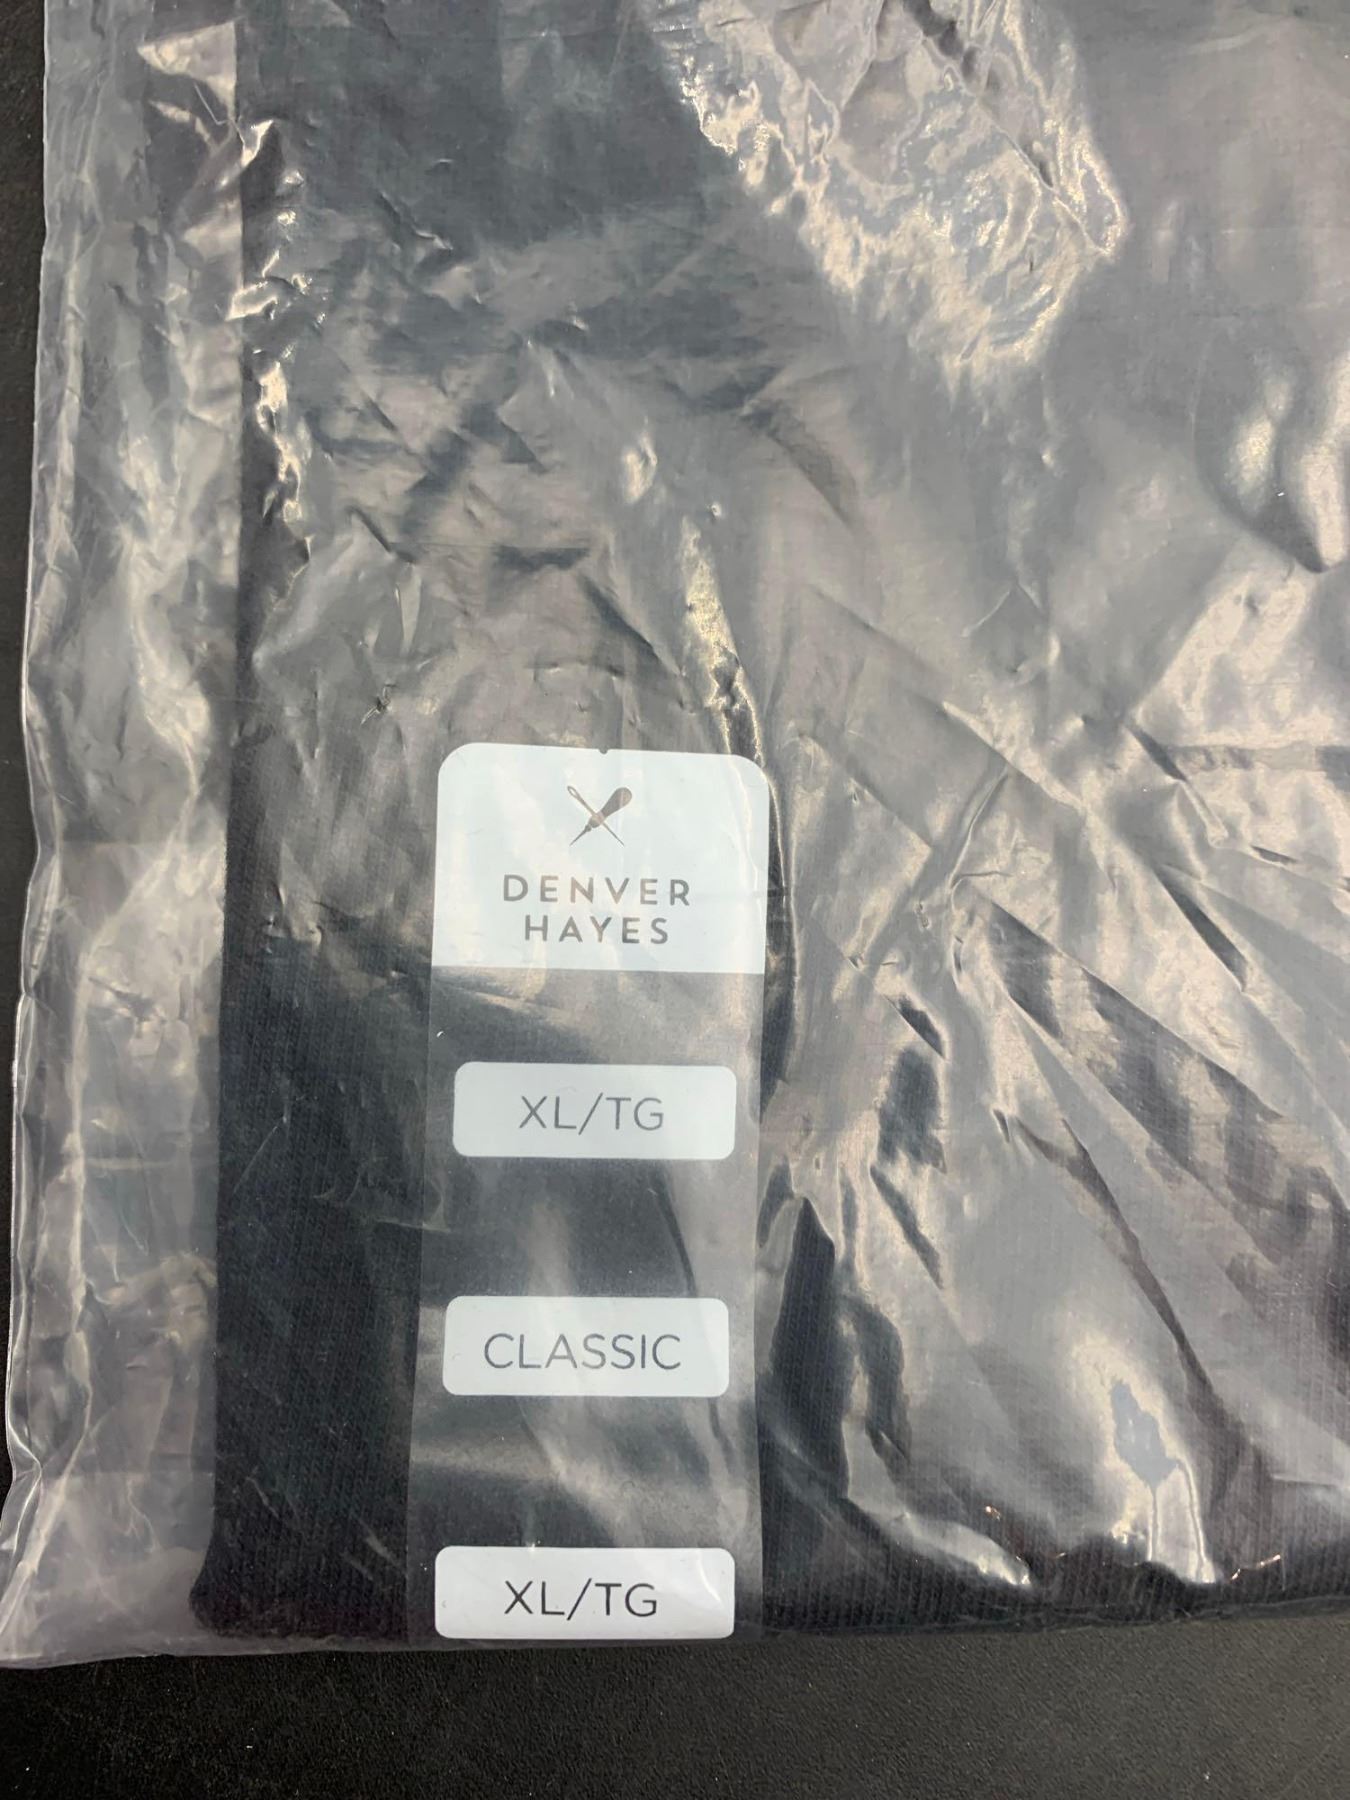 DENVER
HAYES
XL/TG
CLASSIC
XL/TG